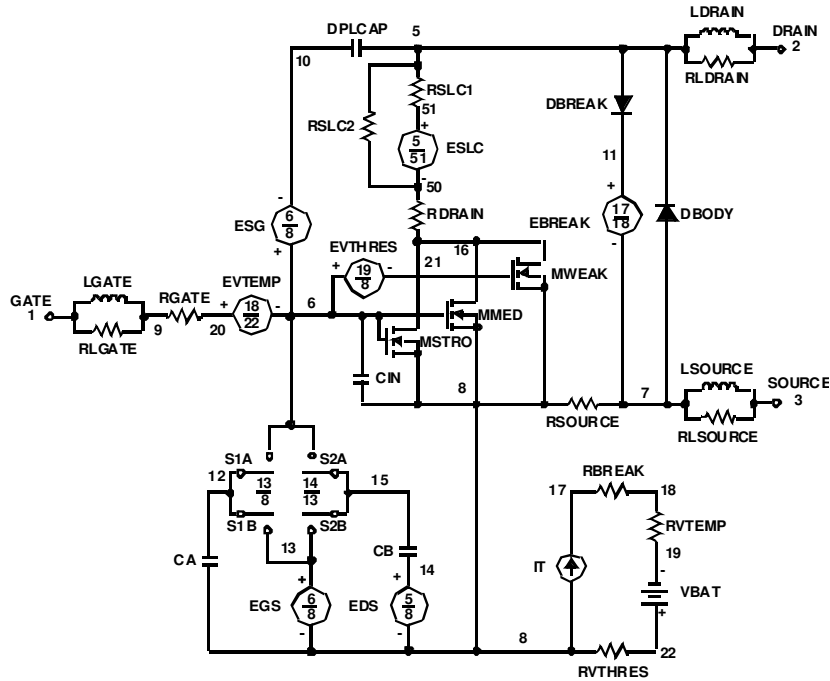 LDRAIN
DPLCAP 5 DRAIN
2
10
RLDRAIN
RSLC1
51
DBREAK
RSLC2
+
5
51
ESLC
11
-
50
-
+
RDRAIN
6
8
ESG
EBREAK
17
18
DBODY
+
EVTHRES
16
-
21
+
19
8
-
MWEAK
LGATE
EVTEMP
GATE
1
RGATE
+
18
22
-
6
MMED
9
20
RLGATE
MSTRO
LSOURCE
CIN
8
7
SOURCE
3
RSOURCE
RLSOURCE
S1A
S2A
12
13
8
14
13
15
RBREAK
17
18
S1B
S2B
RVTEMP
13
CB
19
CA
14
IT
-
+
+
VBAT
EGS
6
8
EDS
5
8
+
-
-
8
22
RVTHRES